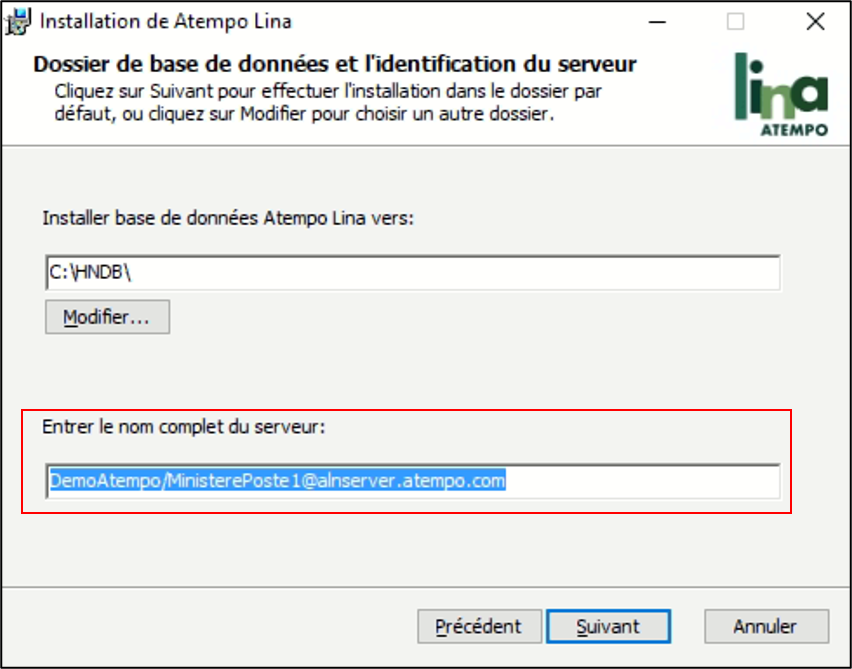 Installation de Atempo Lina
Dossier de base de données et l'identification du serveur
Cliquez sur Suivant pour effectuer l'installation dans le dossier par
défaut, ou cliquez sur Modifier pour choisir un autre dossier.
lina
ATEMPO
Installer base de données Atempo Lina vers:
C:\HNDB\
Modifier...
Entrer le nom complet du serveur:
DemoAtempo/MinisterePoste1@alnserver.atempo.com
Précédent
Suivant
Annuler